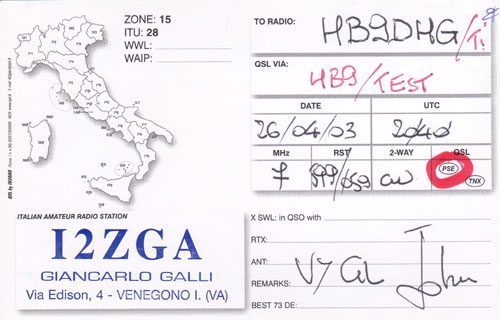 ZONE: 15
ITU: 28
WWL:
WAIP:
TO RADIO: HB9DHG/TI
QSL VIA:
HB9/TEST
DATE UTC
26/04/03 2040
MHz RST 2-WAY QSL
7 599/059 CW PSE
TNX
ITALIAN AMATEUR RADIO STATION
I2ZGA
GIANCARLO GALLI
Via Edison, 4 - VENEGONO I. (VA)
X SWL: in QSO with
RTX:
ANT:
REMARKS:
BEST 73 DE: